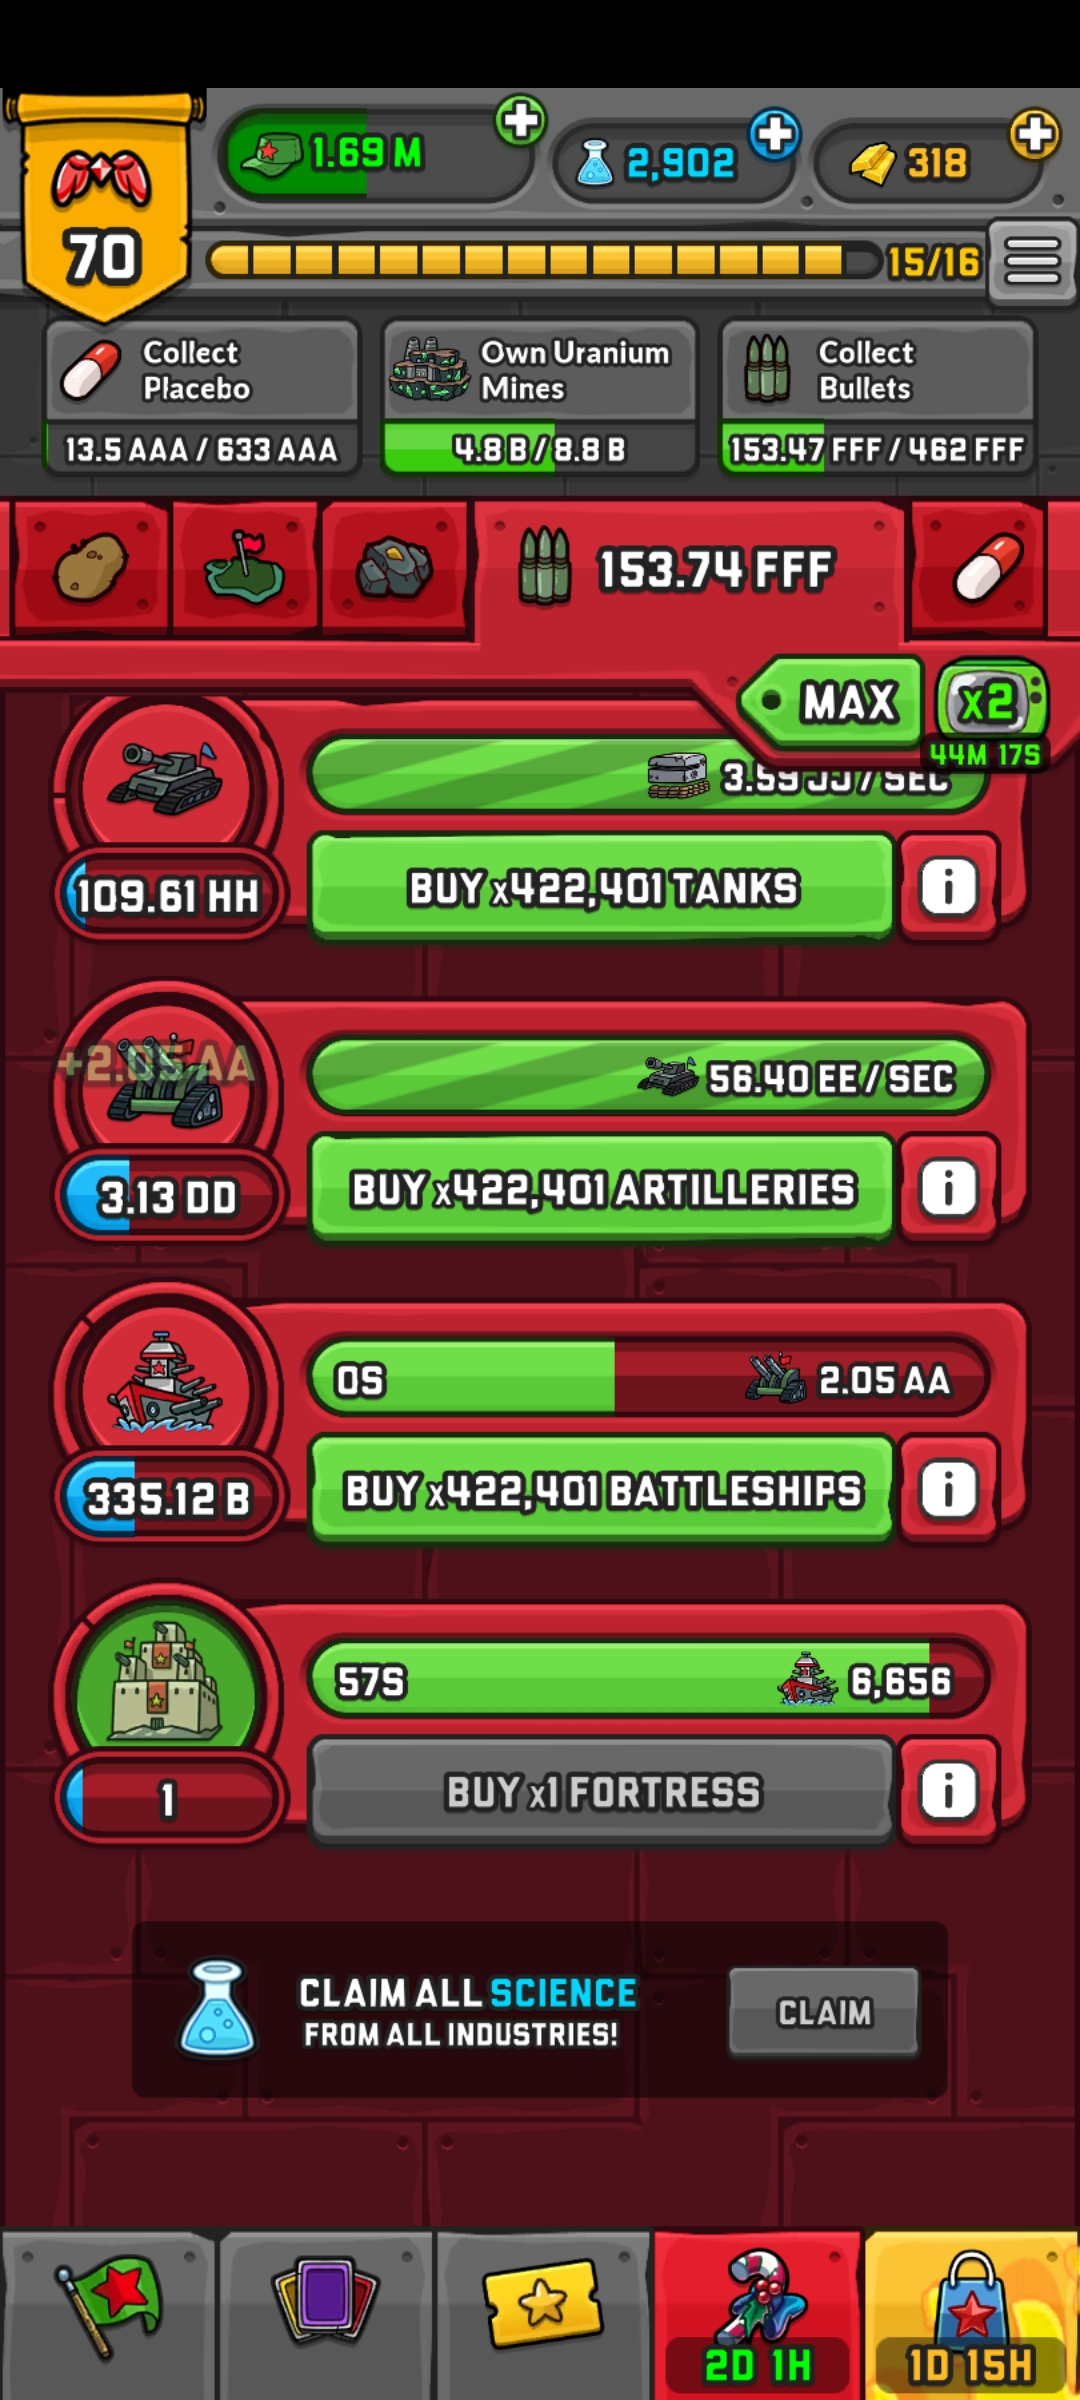 1.69 M
2,902
318
70
15/16
Collect
Placebo
13.5 AAA / 633 AAA
Own Uranium
Mines
4.8 B / 8.8 B
Collect
Bullets
153.47 FFF / 462 FFF
153.74 FFF
MAX
x2
44M 17S
3.59 JJ / SEC
109.61 HH
BUY x422,401 TANKS
i
+2.05 AA
56.40 EE / SEC
3.13 DD
BUY x422,401 ARTILLERIES
i
0S
2.05 AA
335.12 B
BUY x422,401 BATTLESHIPS
i
57S
6,656
1
BUY x1 FORTRESS
i
CLAIM ALL SCIENCE
FROM ALL INDUSTRIES!
CLAIM
2D 1H
1D 15H